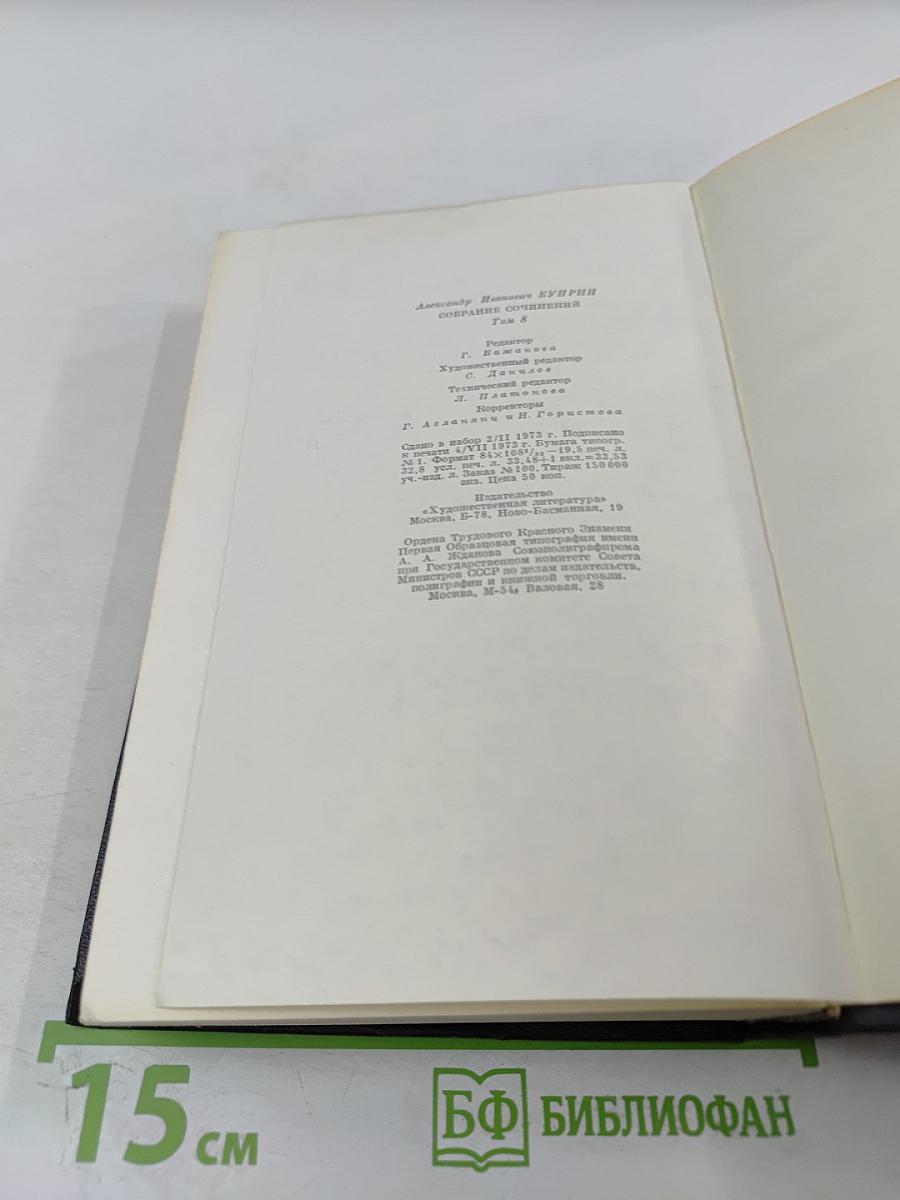 Александр Иванович КУПРИН
СОБРАНИЕ СОЧИНЕНИЙ
Том 8
Редактор
Г. Бажанова
Художественный редактор
С. Данилов
Технический редактор
Л. Платонова
Корректоры
Г. Асланянц и Н. Гористова
Сдано в набор 2/II 1973 г. Подписано
к печати 4/VII 1973 г. Бумага типогр.
№ 1. Формат 84×108¹/₃₂—19,5 печ. л.
32,8 усл. печ. л. 33,48+1 вкл.=33,53
уч.-изд. л. Заказ № 100. Тираж 150 000
экз. Цена 50 коп.
Издательство
«Художественная литература»
Москва, Б-78, Ново-Басманная, 19
Ордена Трудового Красного Знамени
Первая Образцовая типография имени
А. А. Жданова Союзполиграфпрома
при Государственном комитете Совета
Министров СССР по делам издательств,
полиграфии и книжной торговли.
Москва, М-54, Валовая, 28
15 см
БФ БИБЛИОФАН